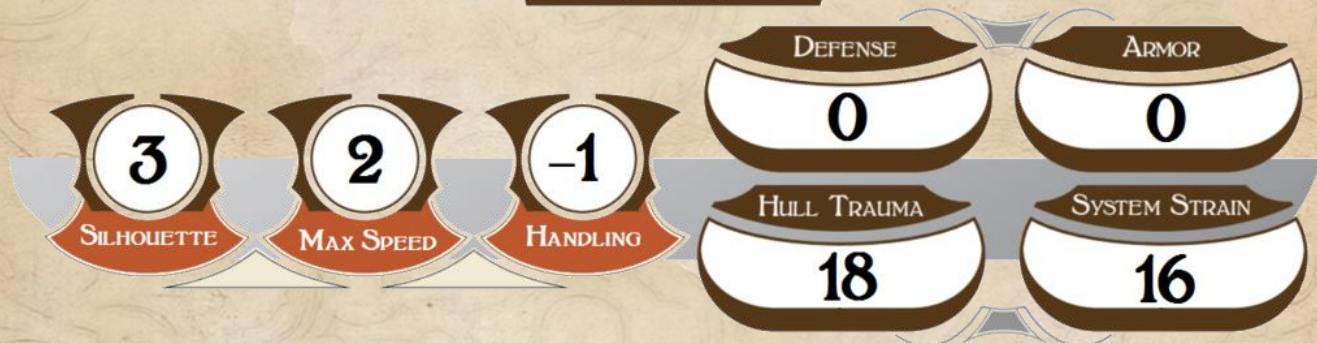 DEFENSE
ARMOR
0
0
3
2
–1
SILHOUETTE
MAX SPEED
HANDLING
HULL TRAUMA
SYSTEM STRAIN
18
16